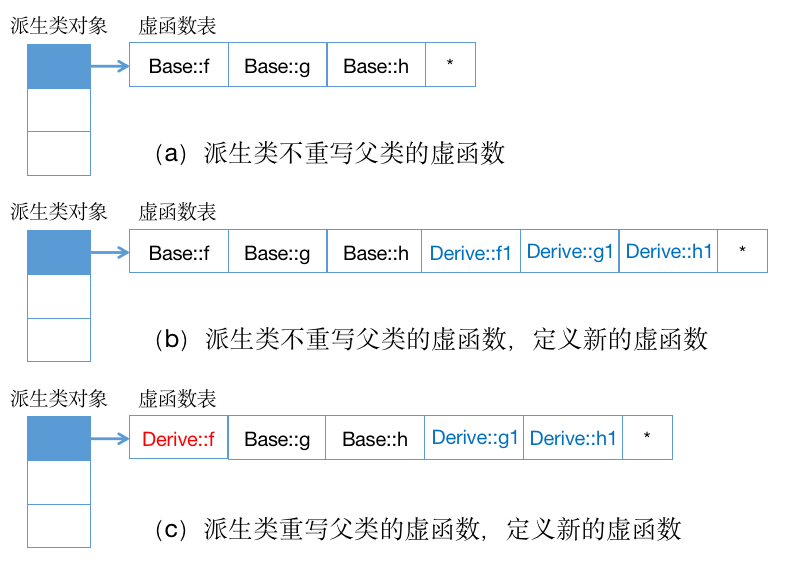 派生类对象 虚函数表
Base::f Base::g Base::h *
（a）派生类不重写父类的虚函数
派生类对象 虚函数表
Base::f Base::g Base::h Derive::f1 Derive::g1 Derive::h1 *
（b）派生类不重写父类的虚函数，定义新的虚函数
派生类对象 虚函数表
Derive::f Base::g Base::h Derive::g1 Derive::h1 *
（c）派生类重写父类的虚函数，定义新的虚函数